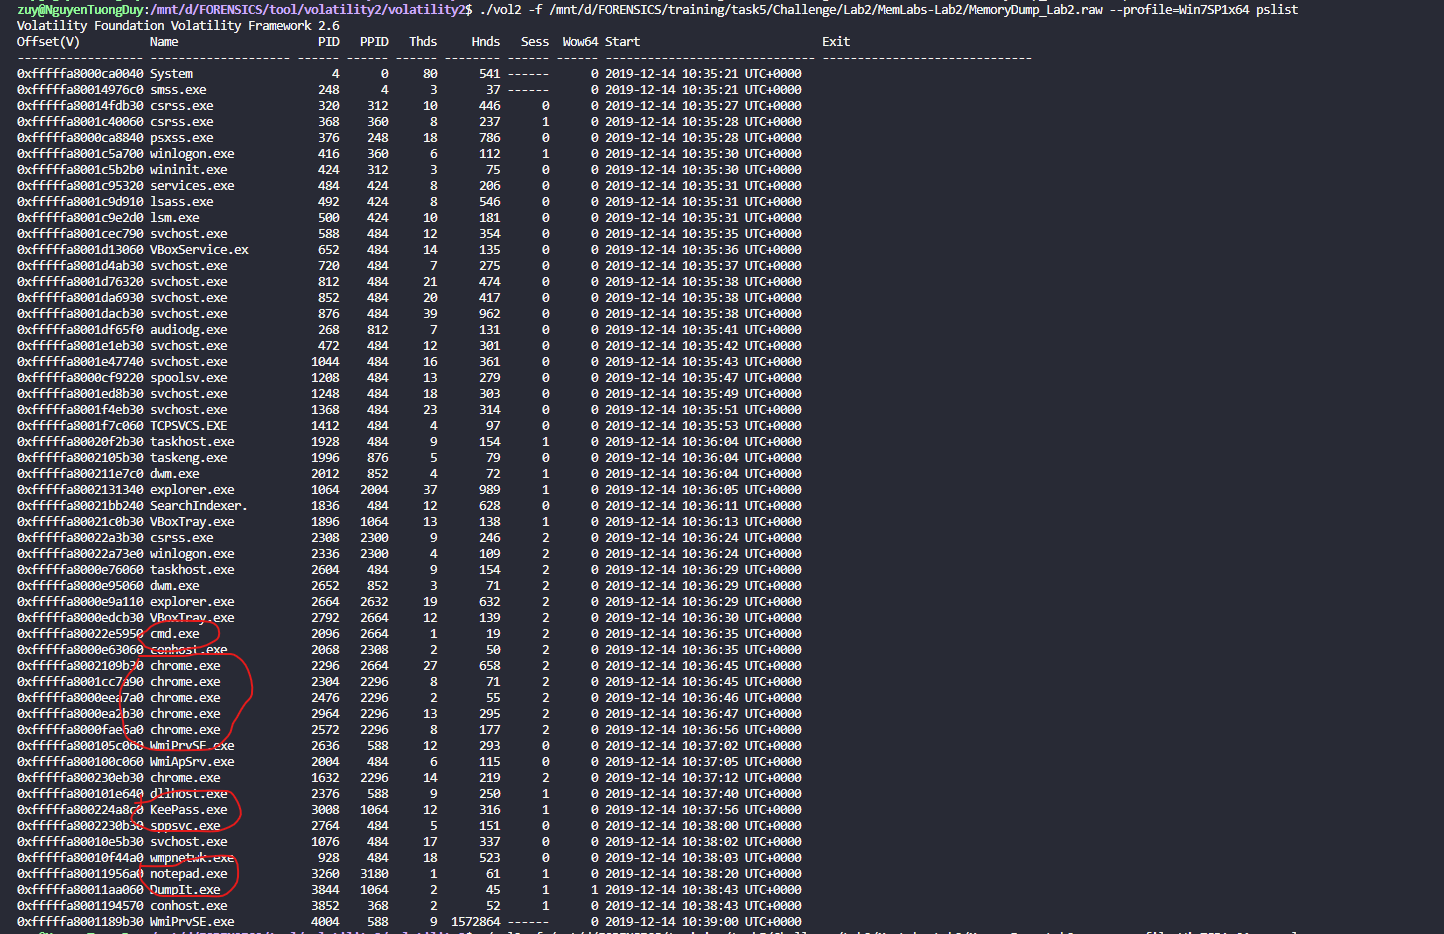 zuy@NguyenTuongDuy:/mnt/d/FORENSICS/tool/volatility2/volatility2$ ./vol2 -f /mnt/d/FORENSICS/training/task5/Challenge/Lab2/MemLabs-Lab2/MemoryDump_Lab2.raw --profile=Win7SP1x64 pslist
Volatility Foundation Volatility Framework 2.6
Offset(V) Name PID PPID Thds Hnds Sess Wow64 Start Exit
------------------ -------------------- ------ ------ ------ -------- ------ ------ ------------------------------ ------------------------------
0xfffffa8000ca0040 System 4 0 80 541 ------ 0 2019-12-14 10:35:21 UTC+0000
0xfffffa80014976c0 smss.exe 248 4 3 37 ------ 0 2019-12-14 10:35:21 UTC+0000
0xfffffa80014fdb30 csrss.exe 320 312 10 446 0 0 2019-12-14 10:35:27 UTC+0000
0xfffffa8001c40060 csrss.exe 368 360 8 237 1 0 2019-12-14 10:35:28 UTC+0000
0xfffffa8000ca8840 psxss.exe 376 248 18 786 0 0 2019-12-14 10:35:28 UTC+0000
0xfffffa8001c5a700 winlogon.exe 416 360 6 112 1 0 2019-12-14 10:35:30 UTC+0000
0xfffffa8001c5b2b0 wininit.exe 424 312 3 75 0 0 2019-12-14 10:35:30 UTC+0000
0xfffffa8001c95320 services.exe 484 424 8 206 0 0 2019-12-14 10:35:31 UTC+0000
0xfffffa8001c9d910 lsass.exe 492 424 8 546 0 0 2019-12-14 10:35:31 UTC+0000
0xfffffa8001c9e2d0 lsm.exe 500 424 10 181 0 0 2019-12-14 10:35:31 UTC+0000
0xfffffa8001cec790 svchost.exe 588 484 12 354 0 0 2019-12-14 10:35:35 UTC+0000
0xfffffa8001d13060 VBoxService.ex 652 484 14 135 0 0 2019-12-14 10:35:36 UTC+0000
0xfffffa8001d4ab30 svchost.exe 720 484 7 275 0 0 2019-12-14 10:35:37 UTC+0000
0xfffffa8001d76320 svchost.exe 812 484 21 474 0 0 2019-12-14 10:35:38 UTC+0000
0xfffffa8001da6930 svchost.exe 852 484 20 417 0 0 2019-12-14 10:35:38 UTC+0000
0xfffffa8001dacb30 svchost.exe 876 484 39 962 0 0 2019-12-14 10:35:38 UTC+0000
0xfffffa8001df65f0 audiodg.exe 268 812 7 131 0 0 2019-12-14 10:35:41 UTC+0000
0xfffffa8001e1eb30 svchost.exe 472 484 12 301 0 0 2019-12-14 10:35:42 UTC+0000
0xfffffa8001e47740 svchost.exe 1044 484 16 361 0 0 2019-12-14 10:35:43 UTC+0000
0xfffffa8000cf9220 spoolsv.exe 1208 484 13 279 0 0 2019-12-14 10:35:47 UTC+0000
0xfffffa8001ed8b30 svchost.exe 1248 484 18 303 0 0 2019-12-14 10:35:49 UTC+0000
0xfffffa8001f4eb30 svchost.exe 1368 484 23 314 0 0 2019-12-14 10:35:51 UTC+0000
0xfffffa8001f7c060 TCPSVCS.EXE 1412 484 4 97 0 0 2019-12-14 10:35:53 UTC+0000
0xfffffa80020f2b30 taskhost.exe 1928 484 9 154 1 0 2019-12-14 10:36:04 UTC+0000
0xfffffa8002105b30 taskeng.exe 1996 876 5 79 0 0 2019-12-14 10:36:04 UTC+0000
0xfffffa800211e7c0 dwm.exe 2012 852 4 72 1 0 2019-12-14 10:36:04 UTC+0000
0xfffffa8002131340 explorer.exe 1064 2004 37 989 1 0 2019-12-14 10:36:05 UTC+0000
0xfffffa80021bb240 SearchIndexer. 1836 484 12 628 0 0 2019-12-14 10:36:11 UTC+0000
0xfffffa80021c0b30 VBoxTray.exe 1896 1064 13 138 1 0 2019-12-14 10:36:13 UTC+0000
0xfffffa80022a3b30 csrss.exe 2308 2300 9 246 2 0 2019-12-14 10:36:24 UTC+0000
0xfffffa80022a73e0 winlogon.exe 2336 2300 4 109 2 0 2019-12-14 10:36:24 UTC+0000
0xfffffa8000e76060 taskhost.exe 2604 484 9 154 2 0 2019-12-14 10:36:29 UTC+0000
0xfffffa8000e95060 dwm.exe 2652 852 3 71 2 0 2019-12-14 10:36:29 UTC+0000
0xfffffa8000e9a110 explorer.exe 2664 2632 19 632 2 0 2019-12-14 10:36:29 UTC+0000
0xfffffa8000edcb30 VBoxTray.exe 2792 2664 12 139 2 0 2019-12-14 10:36:30 UTC+0000
0xfffffa80022e5950 cmd.exe 2096 2664 1 19 2 0 2019-12-14 10:36:35 UTC+0000
0xfffffa8000e63060 conhost.exe 2068 2308 2 50 2 0 2019-12-14 10:36:35 UTC+0000
0xfffffa8002109b30 chrome.exe 2296 2664 27 658 2 0 2019-12-14 10:36:45 UTC+0000
0xfffffa8001cc7a90 chrome.exe 2304 2296 8 71 2 0 2019-12-14 10:36:45 UTC+0000
0xfffffa8000eea7a0 chrome.exe 2476 2296 2 55 2 0 2019-12-14 10:36:46 UTC+0000
0xfffffa8000ea2b30 chrome.exe 2964 2296 13 295 2 0 2019-12-14 10:36:47 UTC+0000
0xfffffa8000fae6a0 chrome.exe 2572 2296 8 177 2 0 2019-12-14 10:36:56 UTC+0000
0xfffffa800105c060 WmiPrvSE.exe 2636 588 12 293 0 0 2019-12-14 10:37:02 UTC+0000
0xfffffa800100c060 WmiApSrv.exe 2004 484 6 115 0 0 2019-12-14 10:37:05 UTC+0000
0xfffffa800230eb30 chrome.exe 1632 2296 14 219 2 0 2019-12-14 10:37:12 UTC+0000
0xfffffa800101e640 dllhost.exe 2376 588 9 250 1 0 2019-12-14 10:37:40 UTC+0000
0xfffffa800224a8c0 KeePass.exe 3008 1064 12 316 1 0 2019-12-14 10:37:56 UTC+0000
0xfffffa8002230b30 sppsvc.exe 2764 484 5 151 0 0 2019-12-14 10:38:00 UTC+0000
0xfffffa80010e5b30 svchost.exe 1076 484 17 337 0 0 2019-12-14 10:38:02 UTC+0000
0xfffffa80010f44a0 wmpnetwk.exe 928 484 18 523 0 0 2019-12-14 10:38:03 UTC+0000
0xfffffa80011956a0 notepad.exe 3260 3180 1 61 1 0 2019-12-14 10:38:20 UTC+0000
0xfffffa80011aa060 DumpIt.exe 3844 1064 2 45 1 1 2019-12-14 10:38:43 UTC+0000
0xfffffa8001194570 conhost.exe 3852 368 2 52 1 0 2019-12-14 10:38:43 UTC+0000
0xfffffa8001189b30 WmiPrvSE.exe 4004 588 9 1572864 ------ 0 2019-12-14 10:39:00 UTC+0000